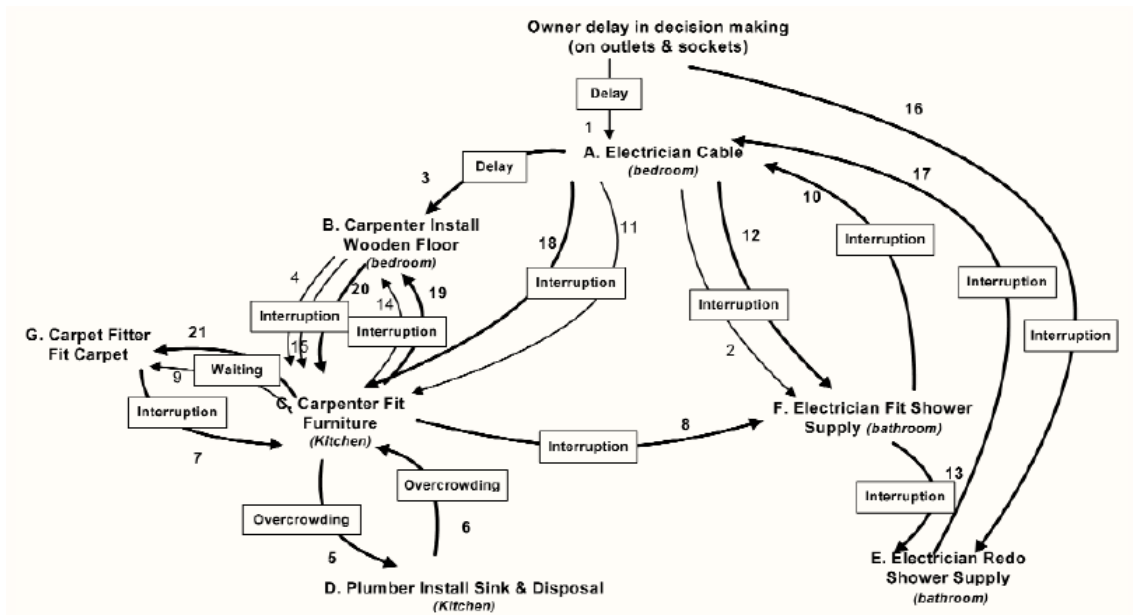 Owner delay in decision making
(on outlets & sockets)
Delay
16
1
A. Electrician Cable
(bedroom)
17
3
Delay
10
11
B. Carpenter Install
Wooden Floor
(bedroom)
18
12
Interruption
4
20
14
19
Interruption
Interruption
Interruption
Interruption
Interruption
21
Interruption
G. Carpet Fitter
Fit Carpet
15
2
9
Waiting
C. Carpenter Fit
Furniture
(Kitchen)
Interruption
7
F. Electrician Fit Shower
Supply (bathroom)
8
Interruption
13
Overcrowding
Interruption
Overcrowding
6
5
E. Electrician Redo
Shower Supply
(bathroom)
D. Plumber Install Sink & Disposal
(Kitchen)